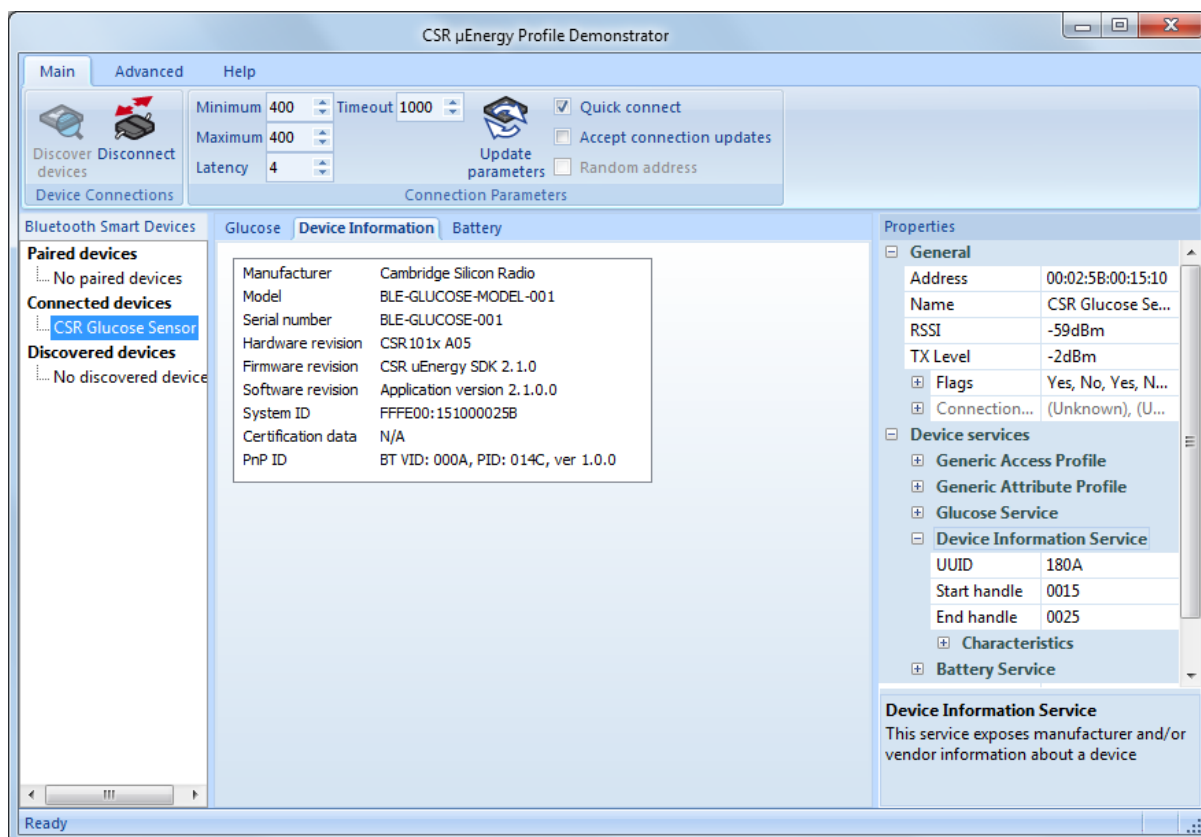 CSR µEnergy Profile Demonstrator
Main Advanced Help
Discover devices
Disconnect
Device Connections
Minimum 400 Timeout 1000
Maximum 400
Latency 4
Update parameters
Quick connect
Accept connection updates
Random address
Connection Parameters
Bluetooth Smart Devices
Paired devices
No paired devices
Connected devices
CSR Glucose Sensor
Discovered devices
No discovered device
Glucose Device Information Battery
Manufacturer Cambridge Silicon Radio
Model BLE-GLUCOSE-MODEL-001
Serial number BLE-GLUCOSE-001
Hardware revision CSR101x A05
Firmware revision CSR uEnergy SDK 2.1.0
Software revision Application version 2.1.0.0
System ID FFFE00:151000025B
Certification data N/A
PnP ID BT VID: 000A, PID: 014C, ver 1.0.0
Properties
General
Address 00:02:5B:00:15:10
Name CSR Glucose Se...
RSSI -59dBm
TX Level -2dBm
Flags Yes, No, Yes, N...
Connection... (Unknown), (U...
Device services
Generic Access Profile
Generic Attribute Profile
Glucose Service
Device Information Service
UUID 180A
Start handle 0015
End handle 0025
Characteristics
Battery Service
Device Information Service
This service exposes manufacturer and/or
vendor information about a device
Ready